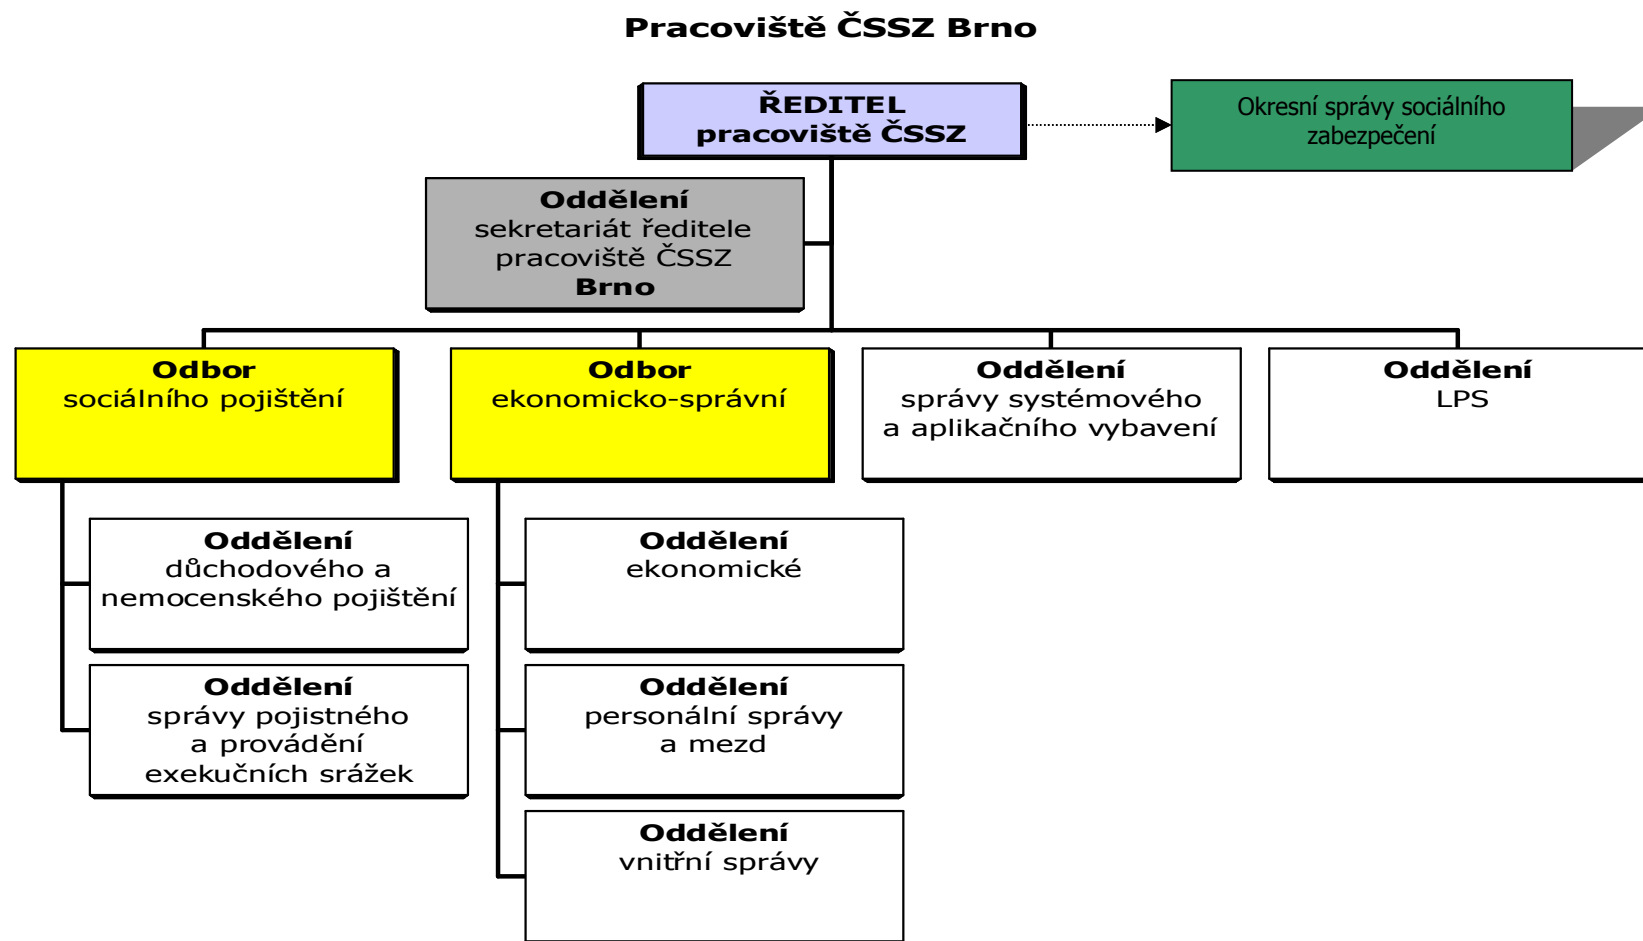 Pracoviště ČSSZ Brno
ŘEDITEL
pracoviště ČSSZ
Okresní správy sociálního
zabezpečení
Oddělení
sekretariát ředitele
pracoviště ČSSZ
Brno
Odbor
sociálního pojištění
Odbor
ekonomicko-správní
Oddělení
správy systémového
a aplikačního vybavení
Oddělení
LPS
Oddělení
důchodového a
nemocenského pojištění
Oddělení
správy pojistného
a provádění
exekučních srážek
Oddělení
ekonomické
Oddělení
personální správy
a mezd
Oddělení
vnitřní správy